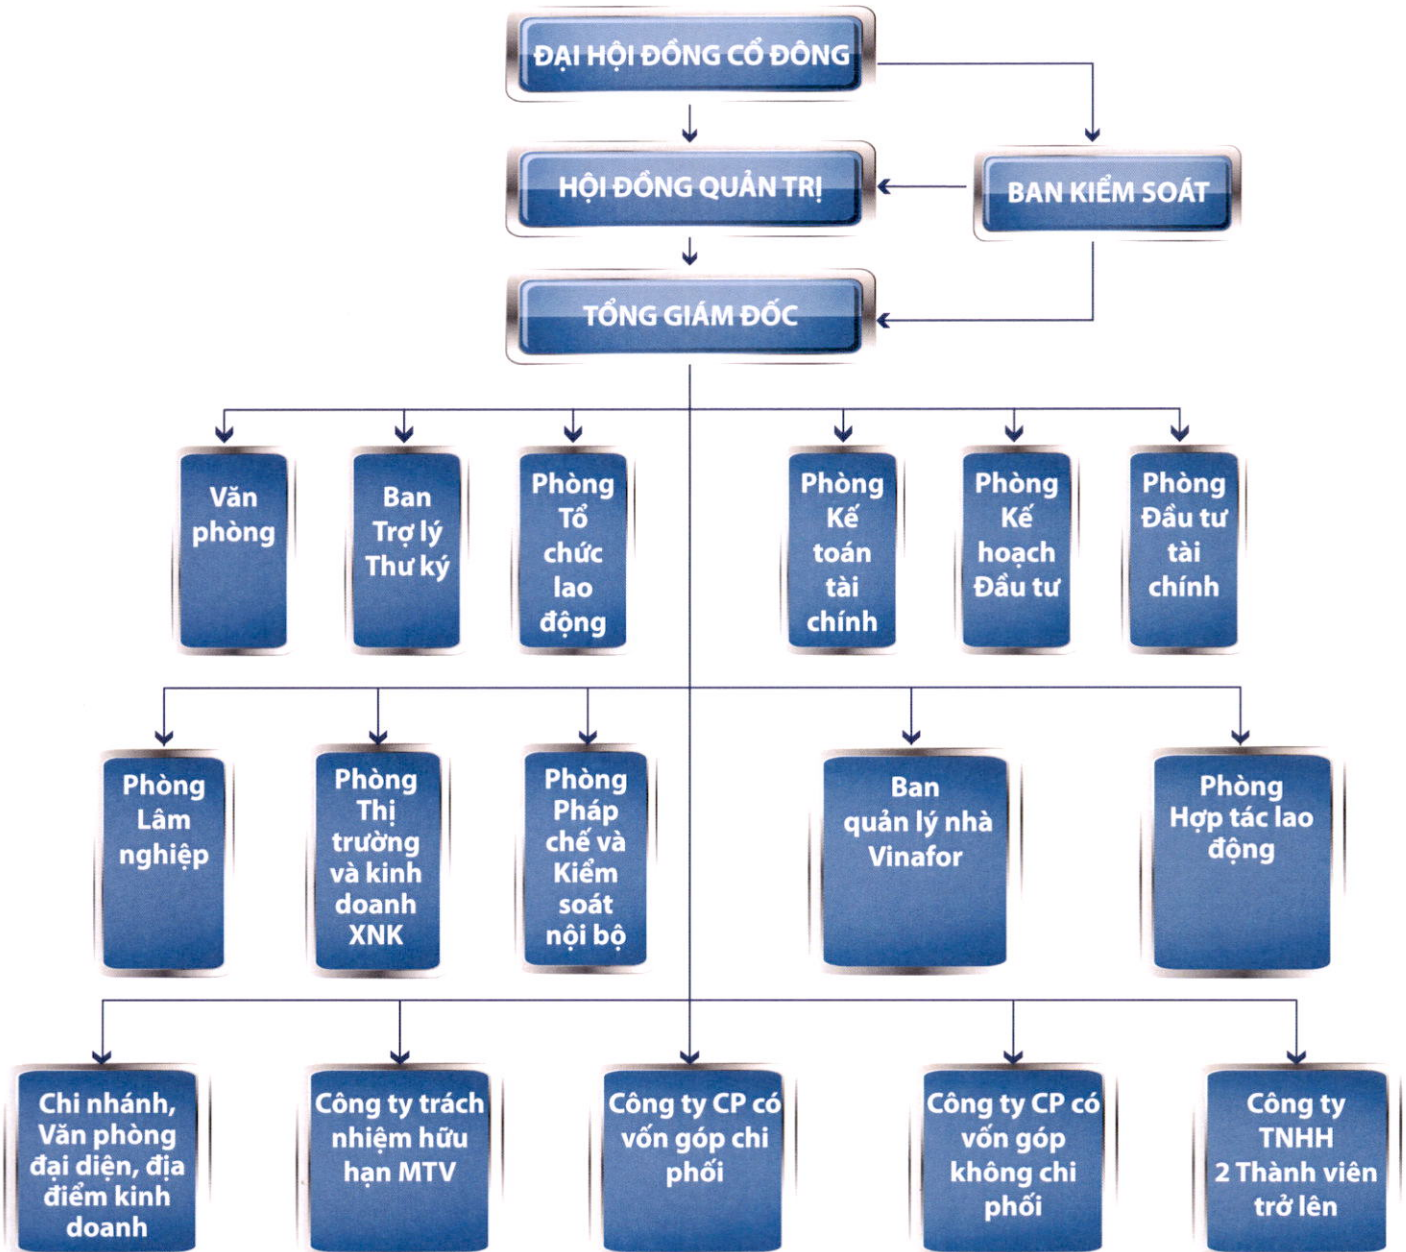 ĐẠI HỘI ĐỒNG CỔ ĐÔNG
HỘI ĐỒNG QUẢN TRỊ
BAN KIỂM SOÁT
TỔNG GIÁM ĐỐC
Văn
phòng
Ban
Trợ lý
Thư ký
Phòng
Tổ
chức
lao
động
Phòng
Kế
toán
tài
chính
Phòng
Kế
hoạch
Đầu tư
Phòng
Đầu tư
tài
chính
Phòng
Lâm
nghiệp
Phòng
Thị
trường
và kinh
doanh
XNK
Phòng
Pháp
chế và
Kiểm
soát
nội bộ
Ban
quản lý nhà
Vinafor
Phòng
Hợp tác lao
động
Chi nhánh,
Văn phòng
đại diện, địa
điểm kinh
doanh
Công ty trách
nhiệm hữu
hạn MTV
Công ty CP có
vốn góp chi
phối
Công ty CP có
vốn góp
không chi
phối
Công ty
TNHH
2 Thành viên
trở lên